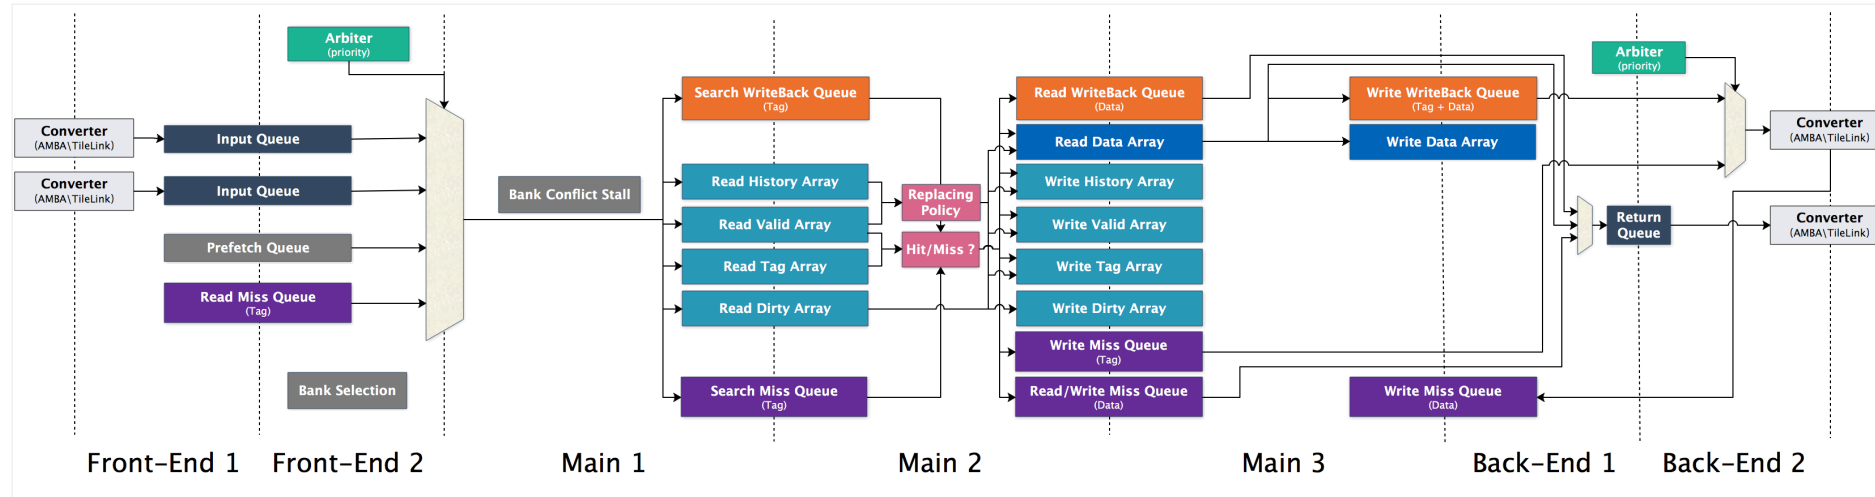 Arbiter
(priority)
Converter
(AMBA\TileLink)
Input Queue
Converter
(AMBA\TileLink)
Input Queue
Prefetch Queue
Read Miss Queue
(Tag)
Bank Selection
Bank Conflict Stall
Search WriteBack Queue
(Tag)
Read History Array
Read Valid Array
Read Tag Array
Read Dirty Array
Search Miss Queue
(Tag)
Replacing
Policy
Hit/Miss ?
Read WriteBack Queue
(Data)
Read Data Array
Write History Array
Write Valid Array
Write Tag Array
Write Dirty Array
Write Miss Queue
(Tag)
Read/Write Miss Queue
(Data)
Write WriteBack Queue
(Tag + Data)
Write Data Array
Write Miss Queue
(Data)
Arbiter
(priority)
Return
Queue
Converter
(AMBA\TileLink)
Converter
(AMBA\TileLink)
Front-End 1
Front-End 2
Main 1
Main 2
Main 3
Back-End 1
Back-End 2